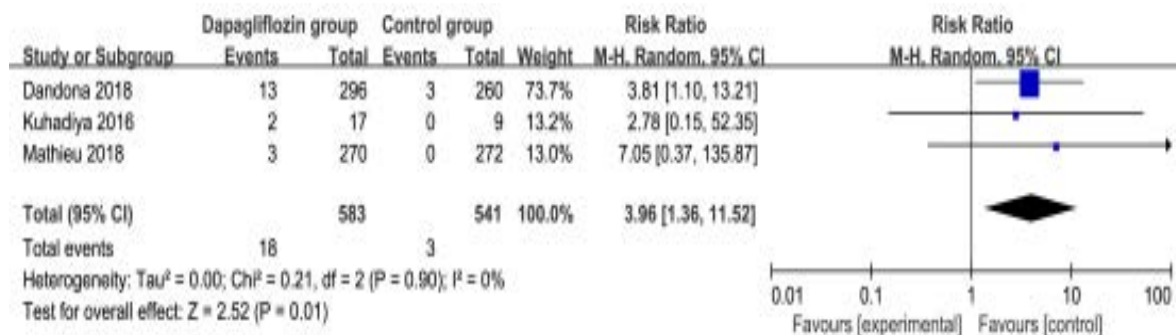 Dapagliflozin group Control group Risk Ratio Risk Ratio
Study or Subgroup Events Total Events Total Weight M-H, Random, 95% CI M-H, Random, 95% CI
Dandona 2018 13 296 3 260 73.7% 3.81 [1.10, 13.21]
Kuhadiya 2016 2 17 0 9 13.2% 2.78 [0.15, 52.35]
Mathieu 2018 3 270 0 272 13.0% 7.05 [0.37, 135.87]
Total (95% CI) 583 541 100.0% 3.96 [1.36, 11.52]
Total events 18 3
Heterogeneity: Tau² = 0.00; Chi² = 0.21, df = 2 (P = 0.90); I² = 0%
Test for overall effect: Z = 2.52 (P = 0.01)
0.01 0.1 1 10 100
Favours [experimental] Favours [control]